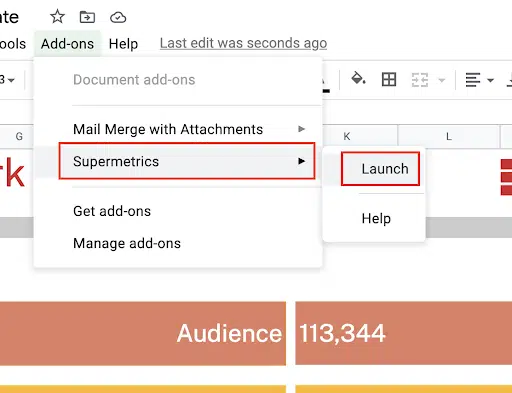 ate
ools Add-ons Help Last edit was seconds ago
3
Document add-ons
Mail Merge with Attachments
G K L
Supermetrics
rk
Launch
Get add-ons
Help
Manage add-ons
Audience 113,344